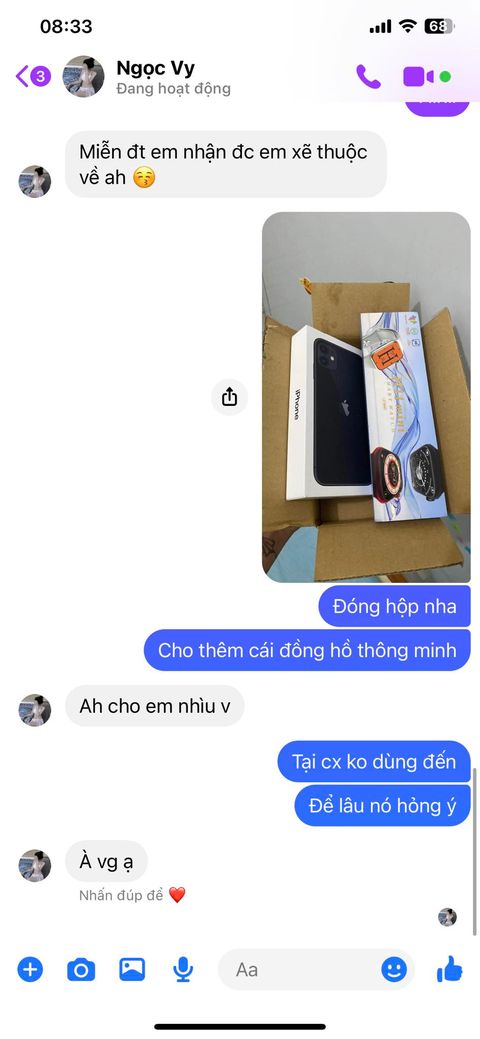 08:33
68
3
Ngọc Vy
Đang hoạt động
Miễn đt em nhận đc em xẽ thuộc
về ah 😚
iPhone
Đóng hộp nha
Cho thêm cái đồng hồ thông minh
Ah cho em nhìu v
Tại cx ko dùng đến
Để lâu nó hỏng ý
À vg ạ
Nhấn đúp để ❤️
Aa